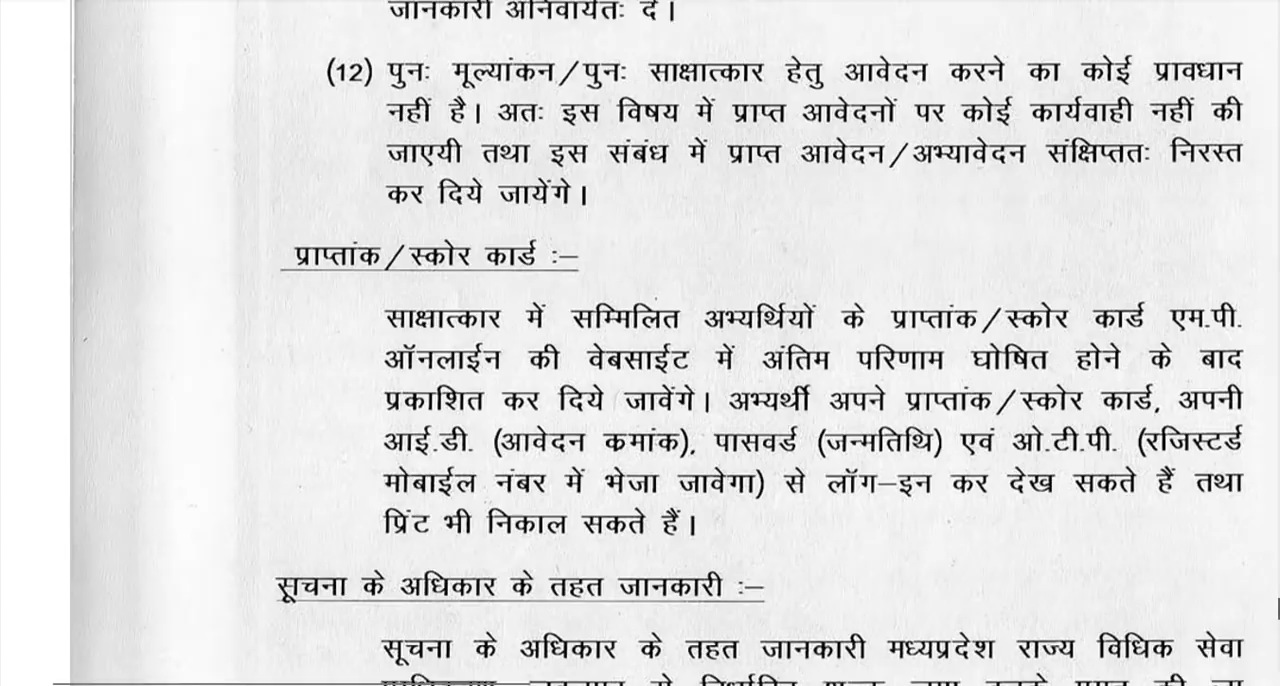 जानकारी अनिवार्यतः दें।
(12) पुनः मूल्यांकन/पुनः साक्षात्कार हेतु आवेदन करने का कोई प्रावधान
नहीं है। अतः इस विषय में प्राप्त आवेदनों पर कोई कार्यवाही नहीं की
जाएयी तथा इस संबंध में प्राप्त आवेदन/अभ्यावेदन संक्षिप्ततः निरस्त
कर दिये जायेंगे।
प्राप्तांक/स्कोर कार्ड :–
साक्षात्कार में सम्मिलित अभ्यर्थियों के प्राप्तांक/स्कोर कार्ड एम.पी.
ऑनलाईन की वेबसाईट में अंतिम परिणाम घोषित होने के बाद
प्रकाशित कर दिये जावेंगे। अभ्यर्थी अपने प्राप्तांक/स्कोर कार्ड, अपनी
आई.डी. (आवेदन कमांक), पासवर्ड (जन्मतिथि) एवं ओ.टी.पी. (रजिस्टर्ड
मोबाईल नंबर में भेजा जावेगा) से लॉग–इन कर देख सकते हैं तथा
प्रिंट भी निकाल सकते हैं।
सूचना के अधिकार के तहत जानकारी :–
सूचना के अधिकार के तहत जानकारी मध्यप्रदेश राज्य विधिक सेवा